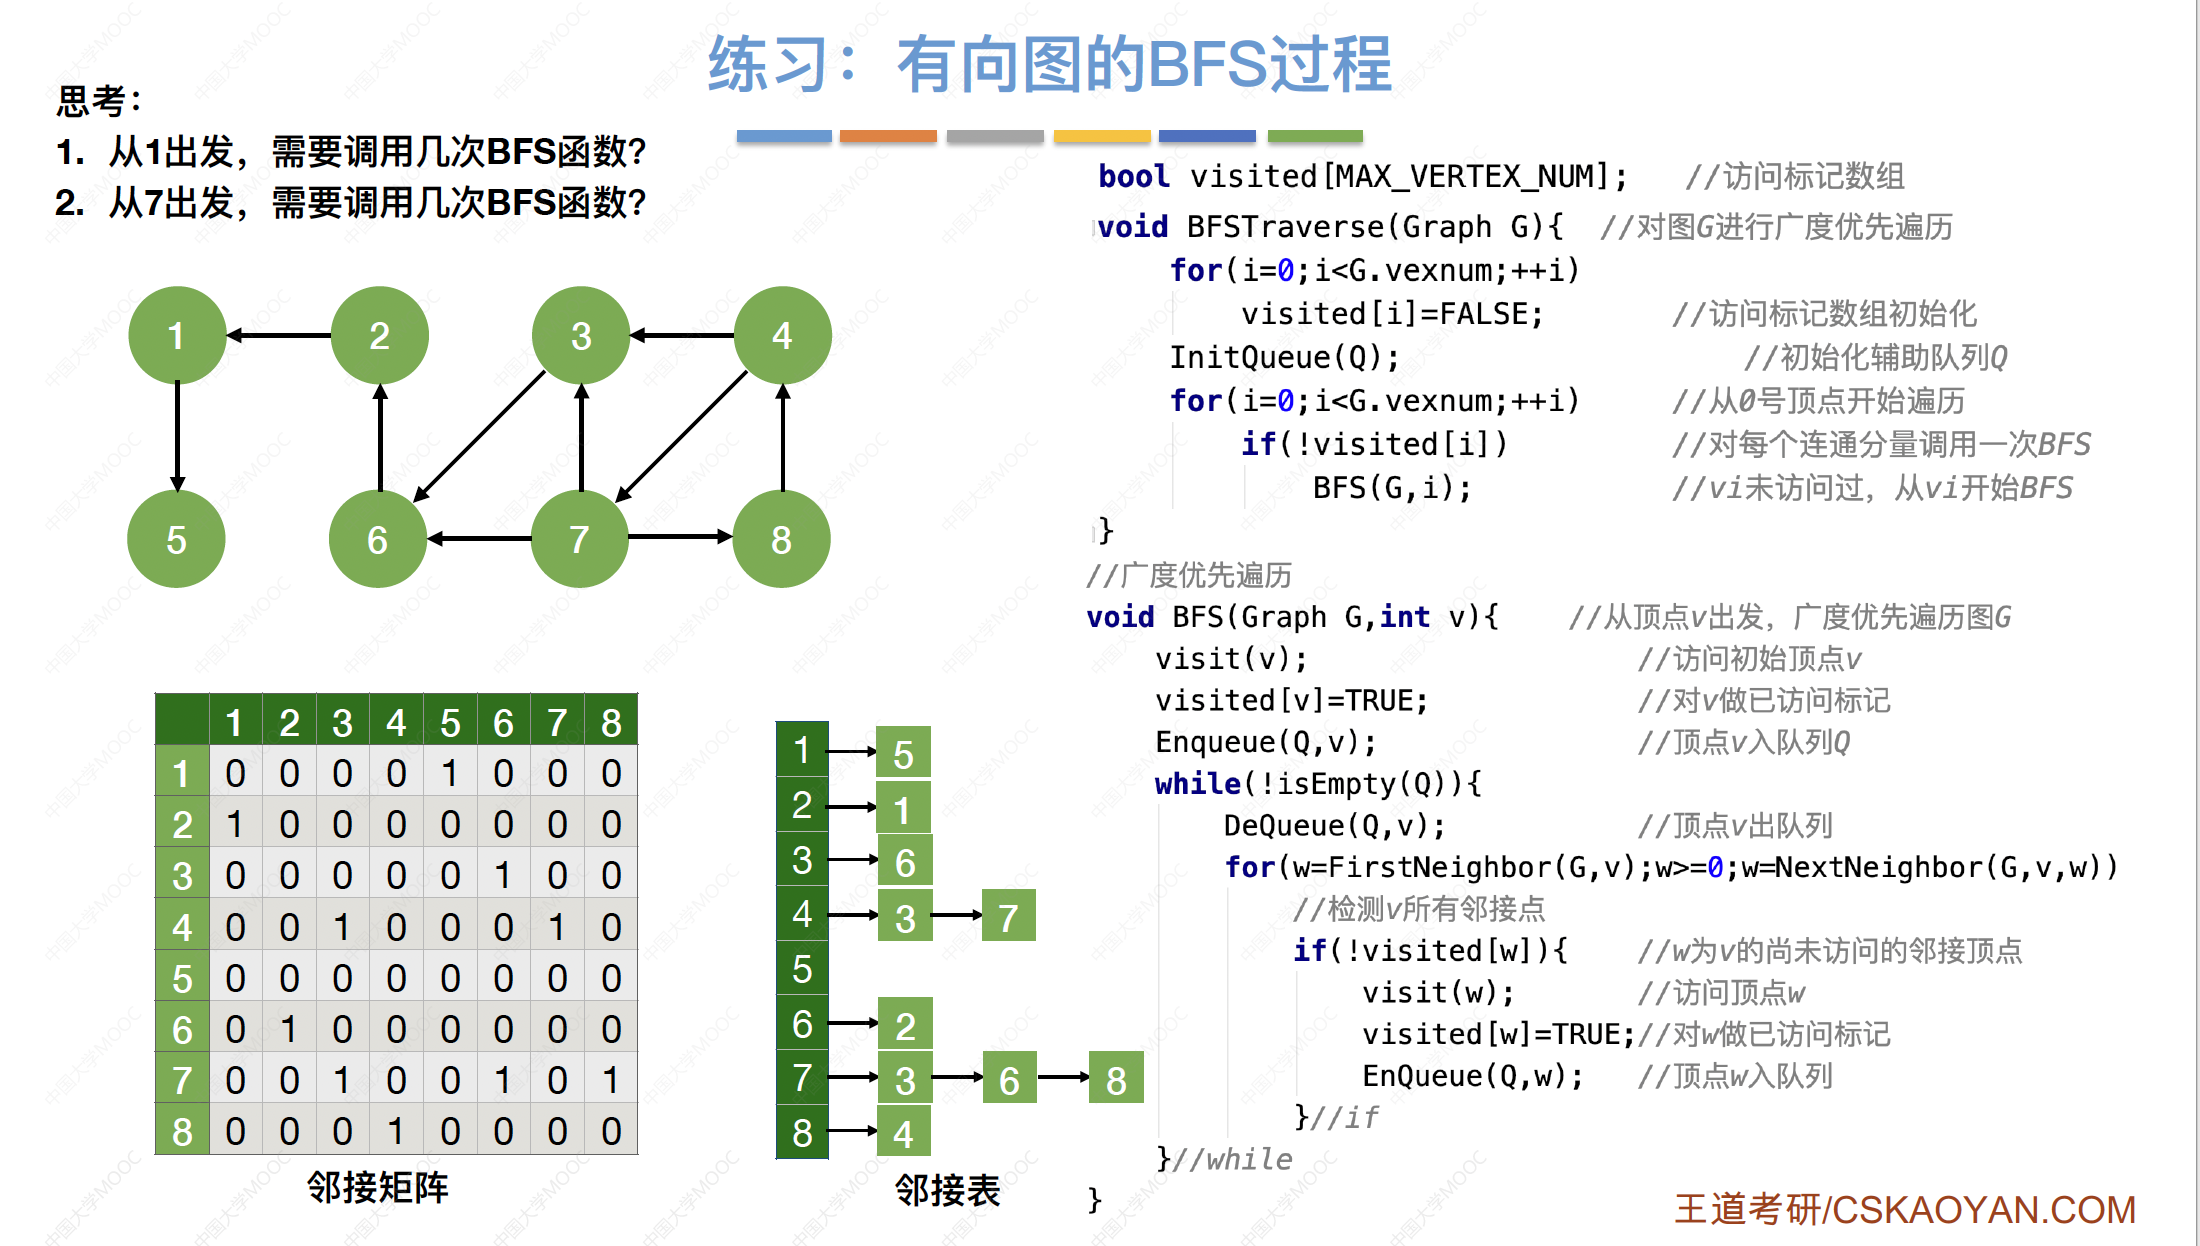 练习：有向图的BFS过程
思考：
1. 从1出发，需要调用几次BFS函数？
2. 从7出发，需要调用几次BFS函数？
1 2 3 4
5 6 7 8
1 2 3 4 5 6 7 8
1 0 0 0 0 1 0 0 0
2 1 0 0 0 0 0 0 0
3 0 0 0 0 0 1 0 0
4 0 0 1 0 0 0 1 0
5 0 0 0 0 0 0 0 0
6 0 1 0 0 0 0 0 0
7 0 0 1 0 0 1 0 1
8 0 0 0 1 0 0 0 0
邻接矩阵
1 5
2 1
3 6
4 3 7
5
6 2
7 3 6 8
8 4
邻接表
bool visited[MAX_VERTEX_NUM]; //访问标记数组
void BFSTraverse(Graph G){ //对图G进行广度优先遍历
for(i=0;i<G.vexnum;++i)
visited[i]=FALSE; //访问标记数组初始化
InitQueue(Q); //初始化辅助队列Q
for(i=0;i<G.vexnum;++i) //从0号顶点开始遍历
if(!visited[i]) //对每个连通分量调用一次BFS
BFS(G,i); //vi未访问过，从vi开始BFS
}
//广度优先遍历
void BFS(Graph G,int v){ //从顶点v出发，广度优先遍历图G
visit(v); //访问初始顶点v
visited[v]=TRUE; //对v做已访问标记
Enqueue(Q,v); //顶点v入队列Q
while(!isEmpty(Q)){
DeQueue(Q,v); //顶点v出队列
for(w=FirstNeighbor(G,v);w>=0;w=NextNeighbor(G,v,w))
//检测v所有邻接点
if(!visited[w]){ //w为v的尚未访问的邻接顶点
visit(w); //访问顶点w
visited[w]=TRUE;//对w做已访问标记
EnQueue(Q,w); //顶点w入队列
}//if
}//while
}
王道考研/CSKAOYAN.COM
中国大学MOOC